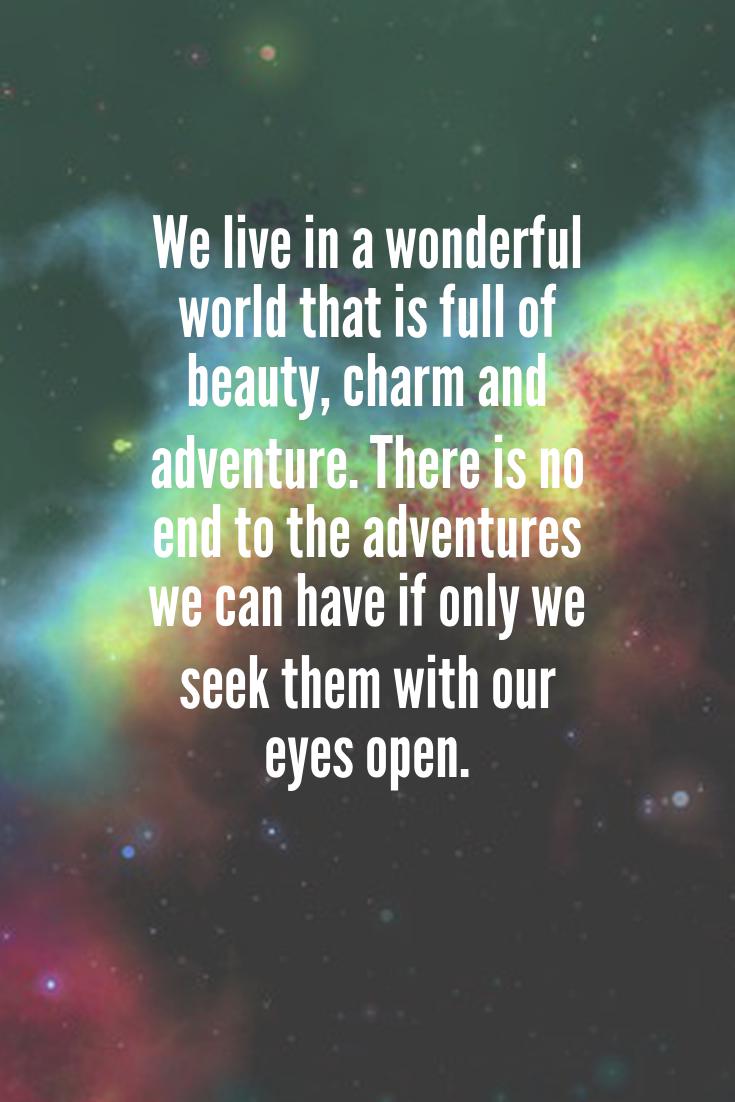 We live in a wonderful
world that is full of
beauty, charm and
adventure. There is no
end to the adventures
we can have if only we
seek them with our
eyes open.